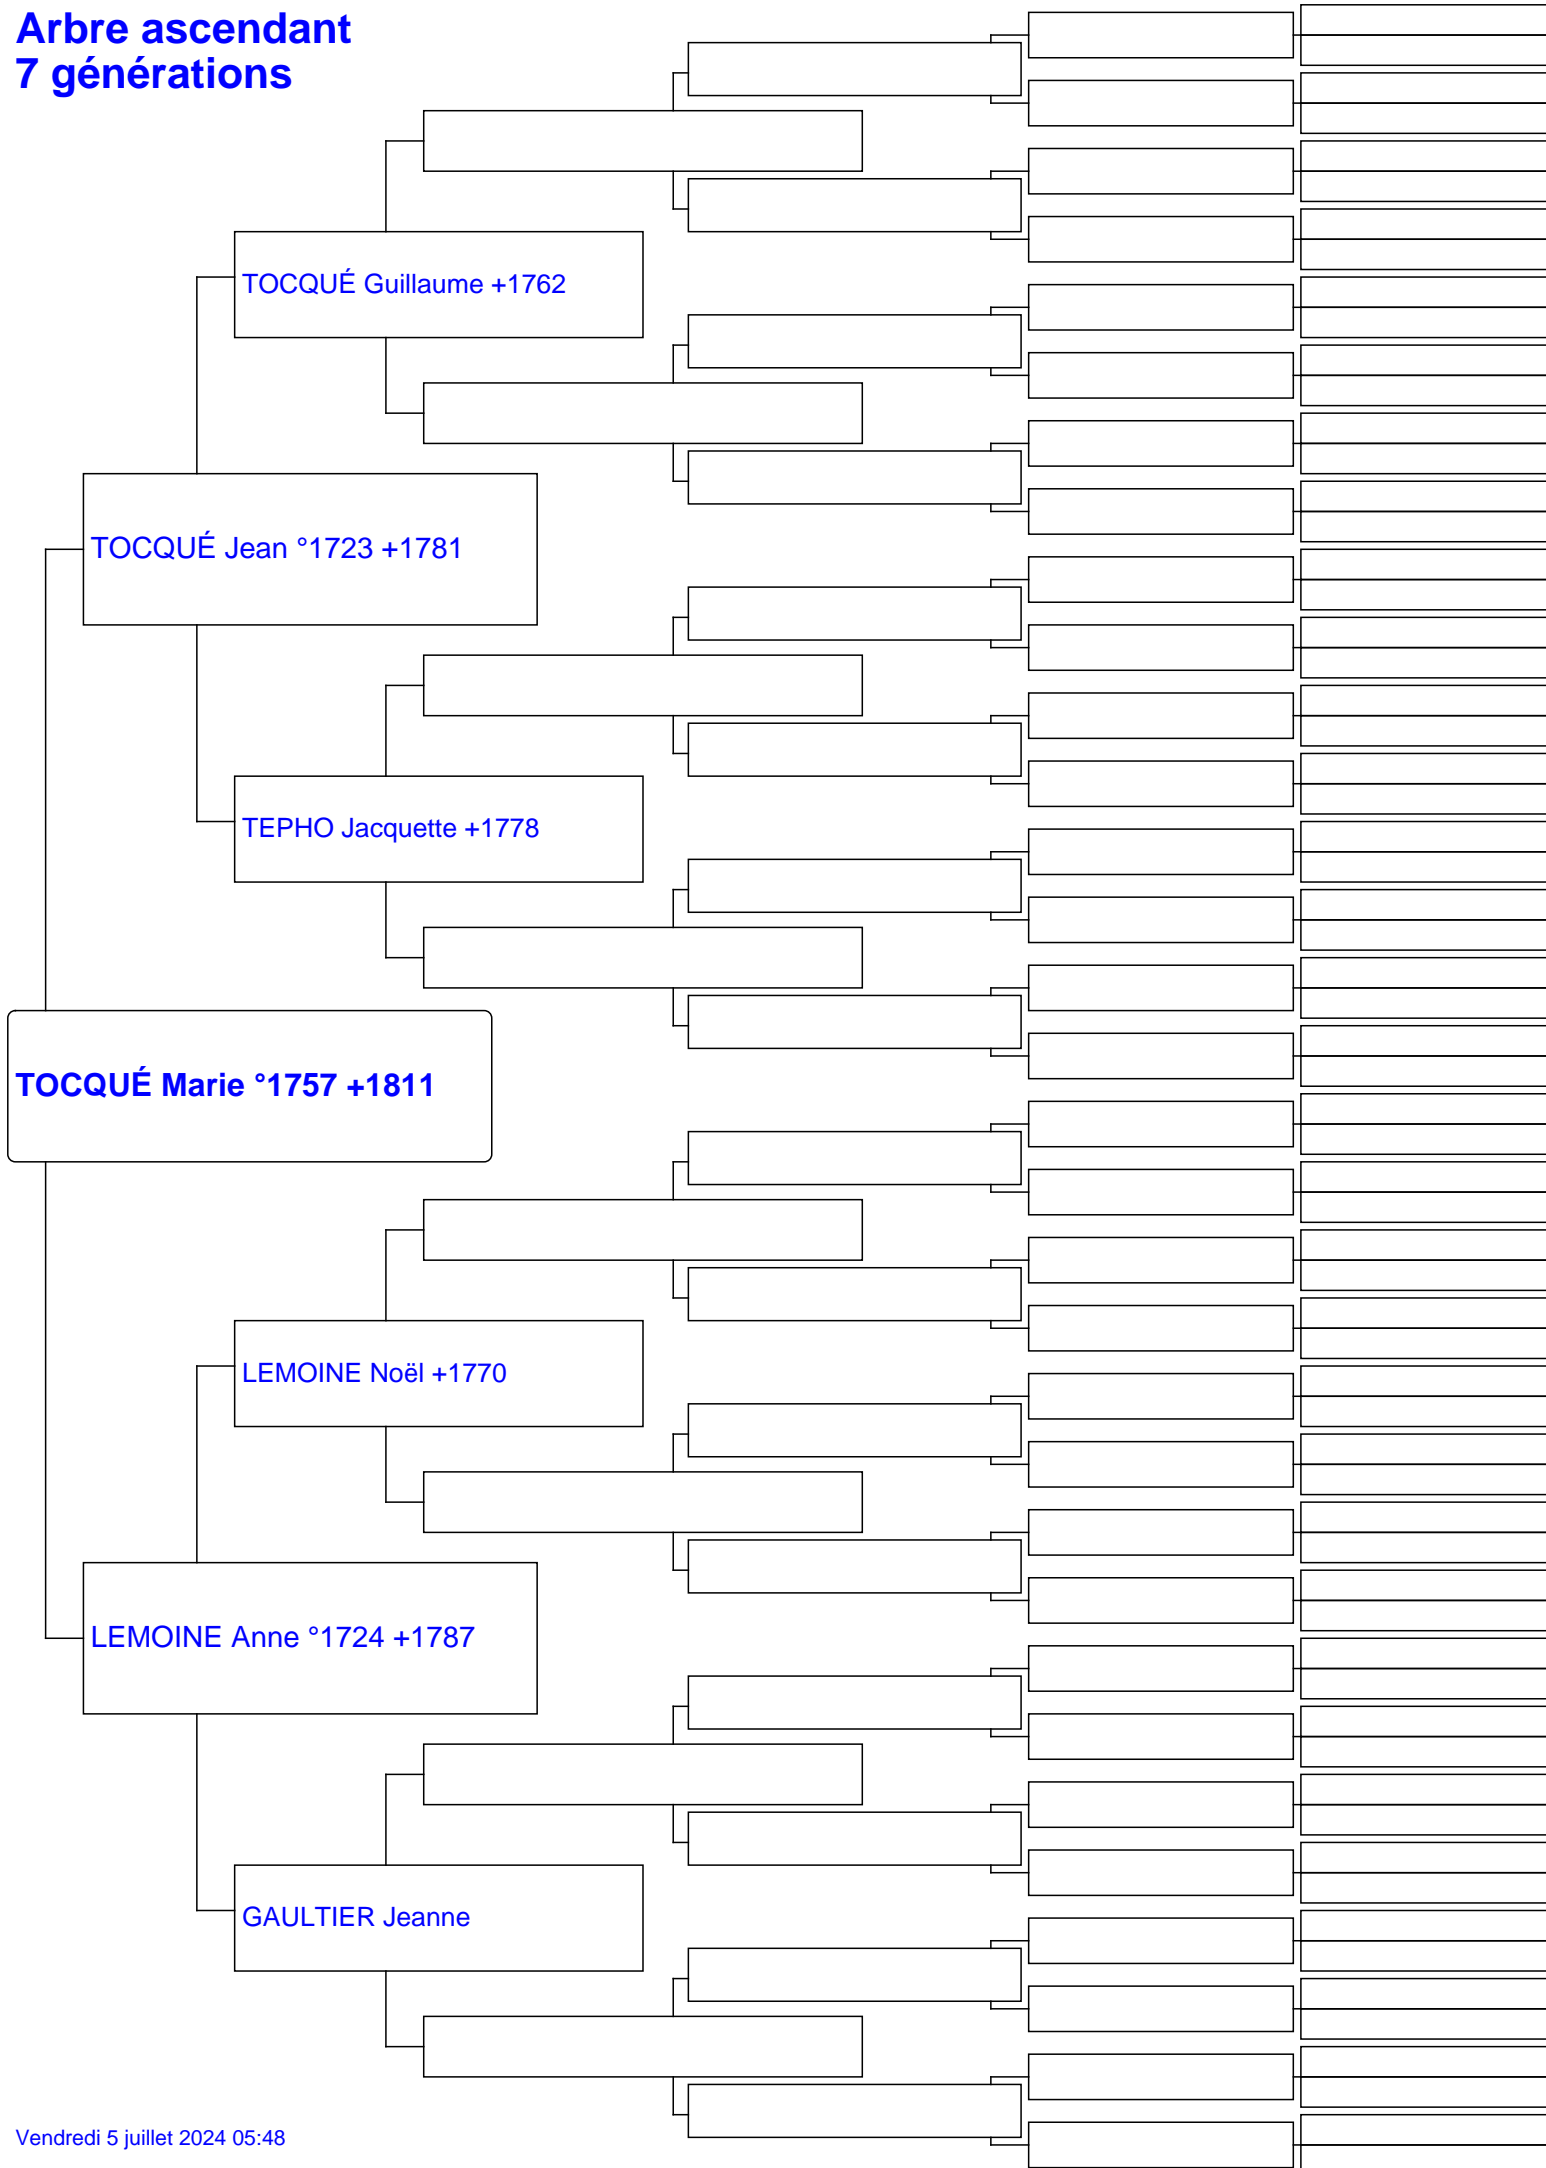 Arbre ascendant
7 générations
TOCQUÉ Guillaume +1762
TOCQUÉ Jean °1723 +1781
TEPHO Jacquette +1778
TOCQUÉ Marie °1757 +1811
LEMOINE Noël +1770
LEMOINE Anne °1724 +1787
GAULTIER Jeanne
Vendredi 5 juillet 2024 05:48